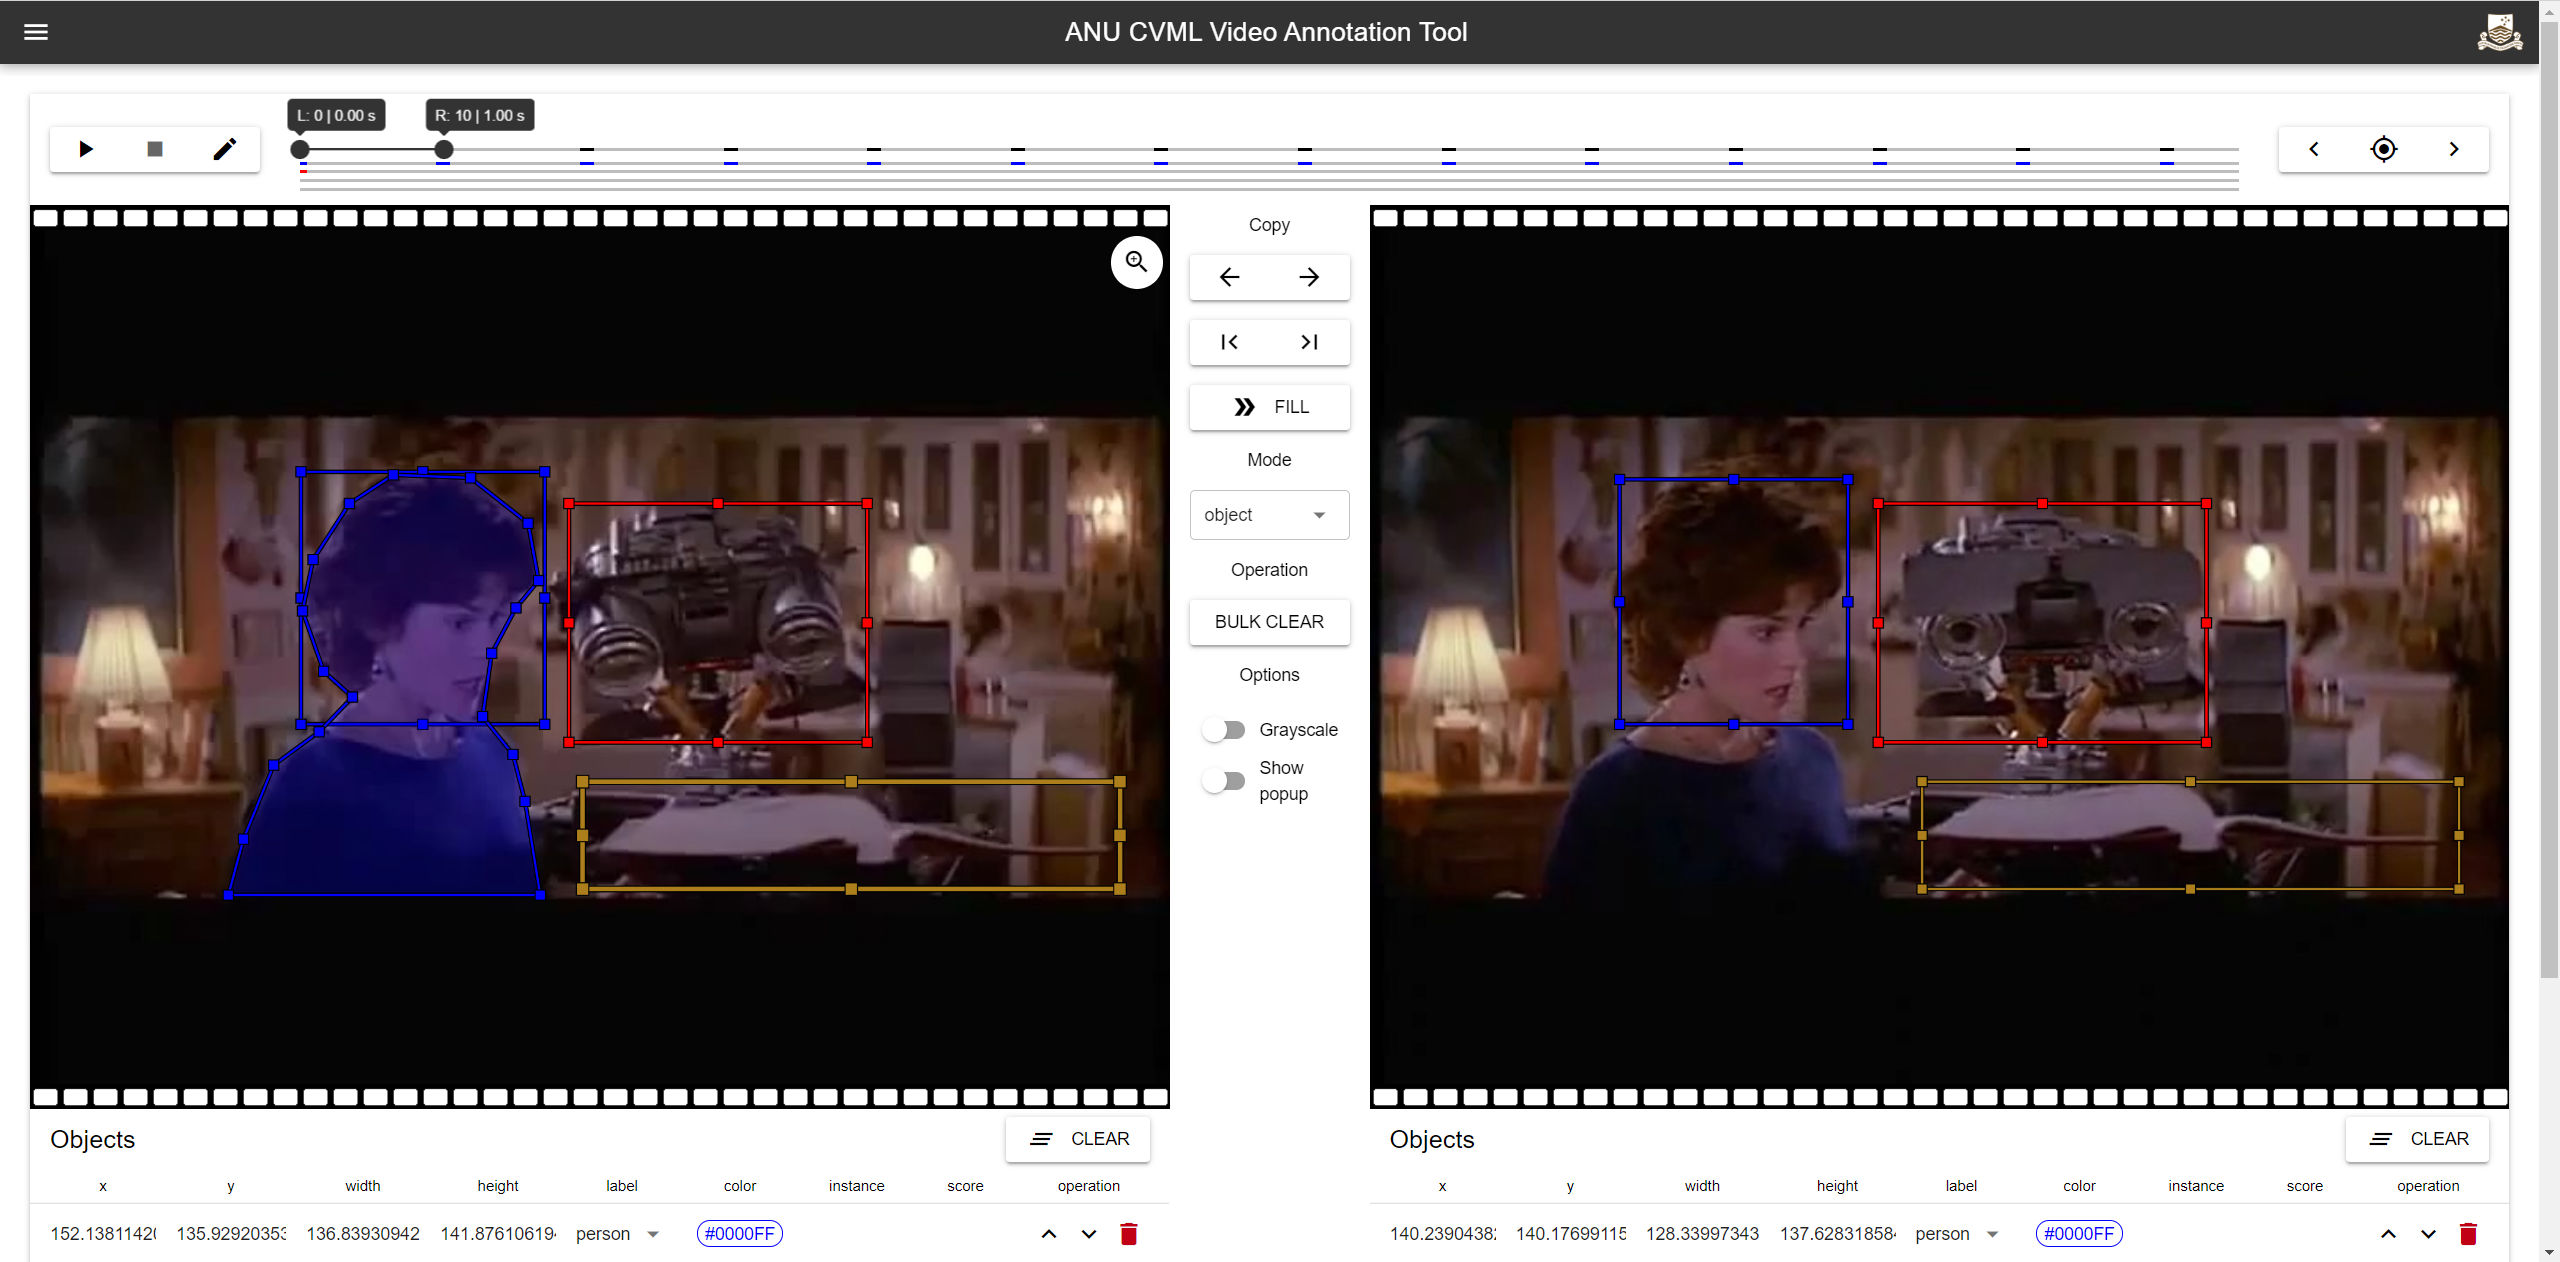 ANU CVML Video Annotation Tool
L: 0 | 0.00 s
R: 10 | 1.00 s
Copy
FILL
Mode
object
Operation
BULK CLEAR
Options
Grayscale
Show
popup
Objects
CLEAR
x y width height label color instance score operation
152.1381142 135.9292035 136.83930942 141.87610619 person #0000FF
Objects
CLEAR
x y width height label color instance score operation
140.2390438 140.17699115 128.33997343 137.62831858 person #0000FF